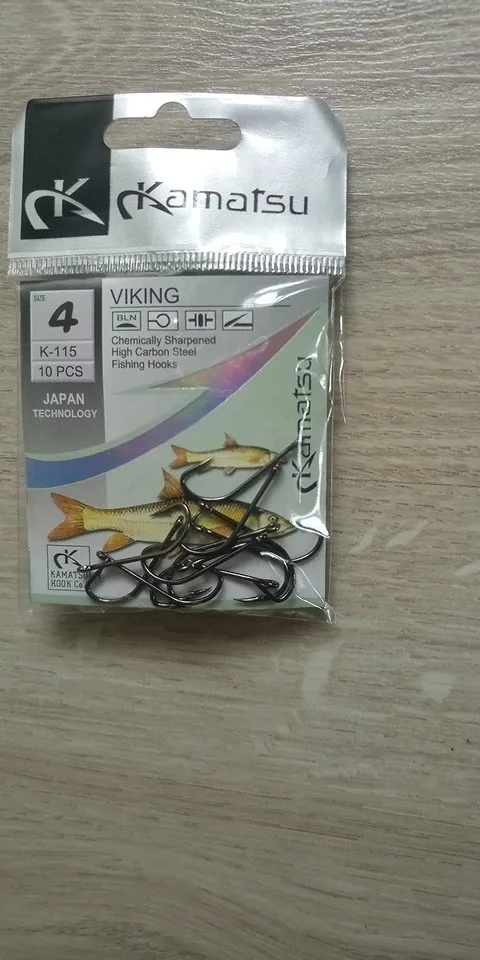 Kamatsu
SIZE
4
K-115
10 PCS
JAPAN
TECHNOLOGY
VIKING
BLN
Chemically Sharpened
High Carbon Steel
Fishing Hooks
Kamatsu
KAMATSU
HOOK Co